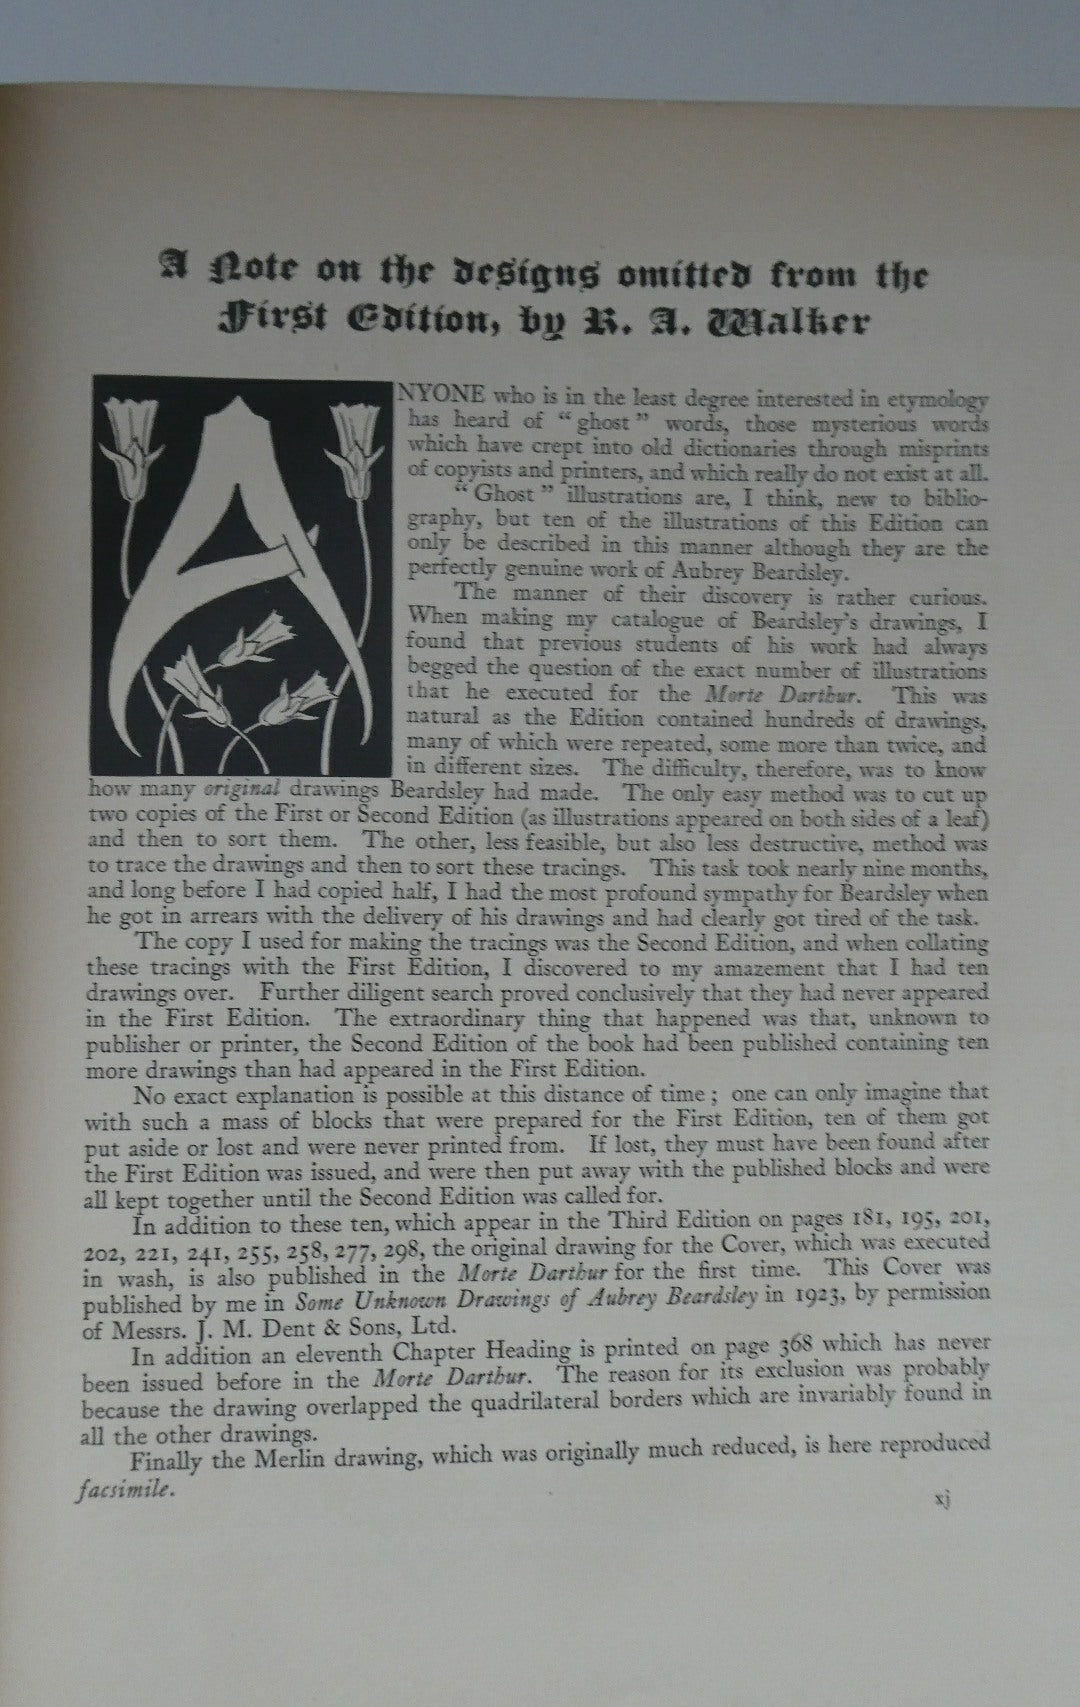 A Note on the designs omitted from the
First Edition, by R. A. Walker
ANYONE who is in the least degree interested in etymology
has heard of “ghost” words, those mysterious words
which have crept into old dictionaries through misprints
of copyists and printers, and which really do not exist at all.
“Ghost” illustrations are, I think, new to biblio-
graphy, but ten of the illustrations of this Edition can
only be described in this manner although they are the
perfectly genuine work of Aubrey Beardsley.
The manner of their discovery is rather curious.
When making my catalogue of Beardsley's drawings, I
found that previous students of his work had always
begged the question of the exact number of illustrations
that he executed for the Morte Darthur. This was
natural as the Edition contained hundreds of drawings,
many of which were repeated, some more than twice, and
in different sizes. The difficulty, therefore, was to know
how many original drawings Beardsley had made. The only easy method was to cut up
two copies of the First or Second Edition (as illustrations appeared on both sides of a leaf)
and then to sort them. The other, less feasible, but also less destructive, method was
to trace the drawings and then to sort these tracings. This task took nearly nine months,
and long before I had copied half, I had the most profound sympathy for Beardsley when
he got in arrears with the delivery of his drawings and had clearly got tired of the task.
The copy I used for making the tracings was the Second Edition, and when collating
these tracings with the First Edition, I discovered to my amazement that I had ten
drawings over. Further diligent search proved conclusively that they had never appeared
in the First Edition. The extraordinary thing that happened was that, unknown to
publisher or printer, the Second Edition of the book had been published containing ten
more drawings than had appeared in the First Edition.
No exact explanation is possible at this distance of time; one can only imagine that
with such a mass of blocks that were prepared for the First Edition, ten of them got
put aside or lost and were never printed from. If lost, they must have been found after
the First Edition was issued, and were then put away with the published blocks and were
all kept together until the Second Edition was called for.
In addition to these ten, which appear in the Third Edition on pages 181, 195, 201,
202, 221, 241, 255, 258, 277, 298, the original drawing for the Cover, which was executed
in wash, is also published in the Morte Darthur for the first time. This Cover was
published by me in Some Unknown Drawings of Aubrey Beardsley in 1923, by permission
of Messrs. J. M. Dent & Sons, Ltd.
In addition an eleventh Chapter Heading is printed on page 368 which has never
been issued before in the Morte Darthur. The reason for its exclusion was probably
because the drawing overlapped the quadrilateral borders which are invariably found in
all the other drawings.
Finally the Merlin drawing, which was originally much reduced, is here reproduced
facsimile.
xj